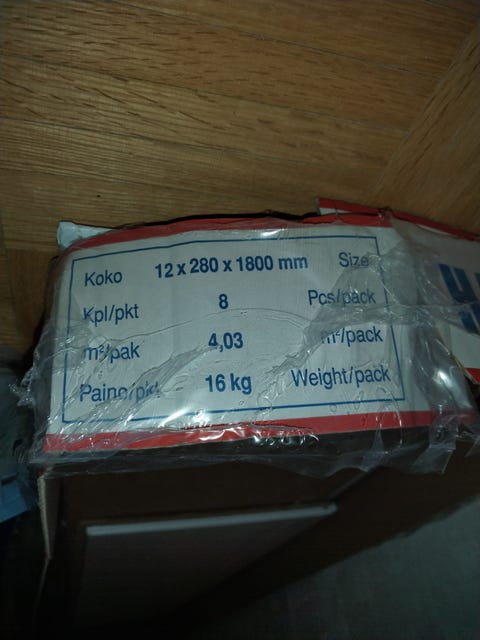 Koko 12 x 280 x 1800 mm Size
Kpl/pkt 8 Pcs/pack
m²/pak 4,03 m²/pack
Paino/pkt 16 kg Weight/pack